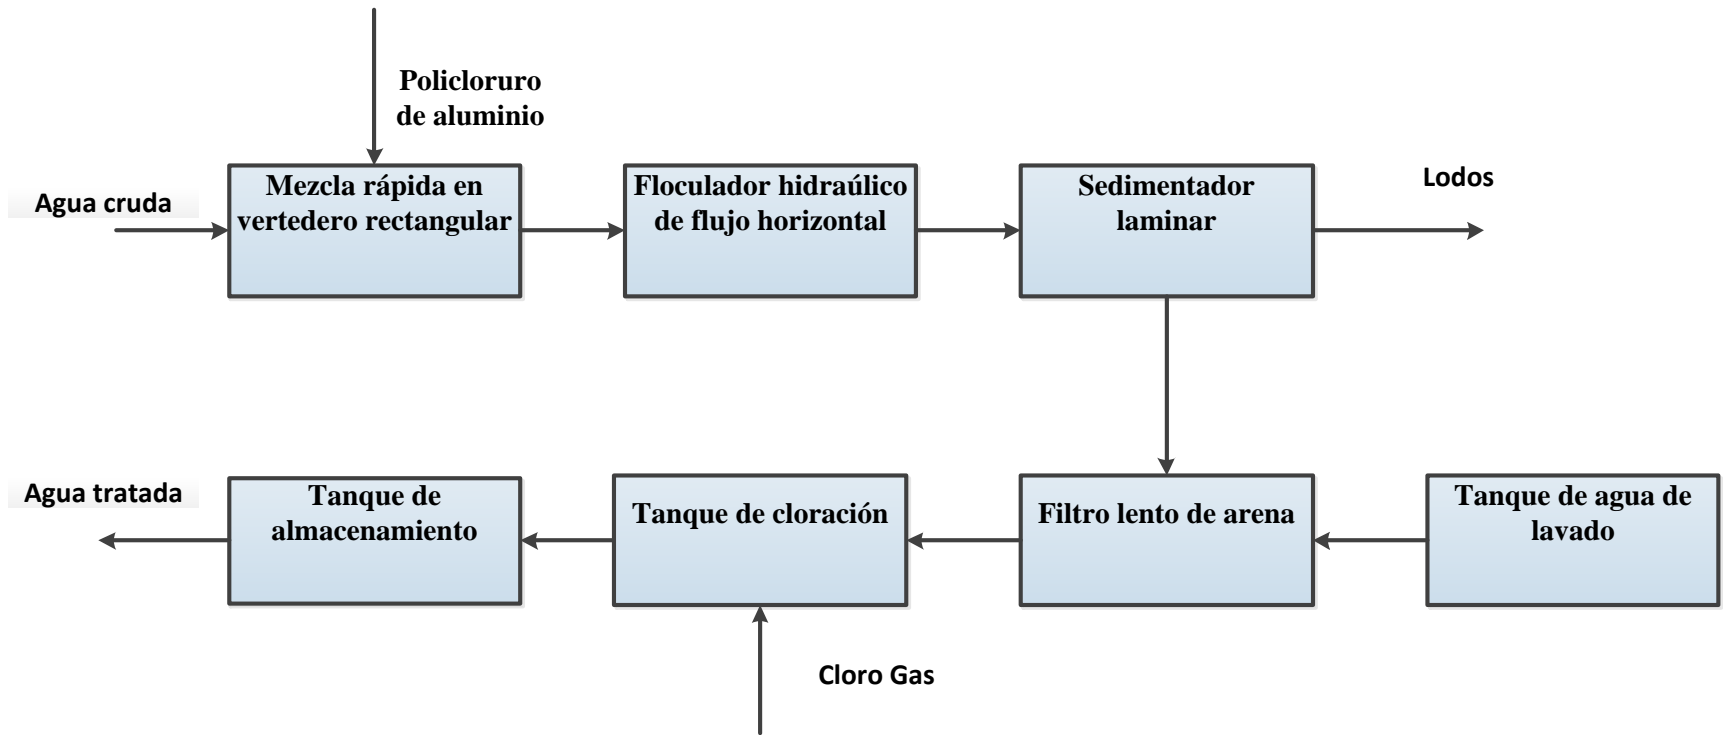 Policloruro
de aluminio
Agua cruda
Mezcla rápida en
vertedero rectangular
Floculador hidraúlico
de flujo horizontal
Sedimentador
laminar
Lodos
Agua tratada
Tanque de
almacenamiento
Tanque de cloración
Filtro lento de arena
Tanque de agua de
lavado
Cloro Gas